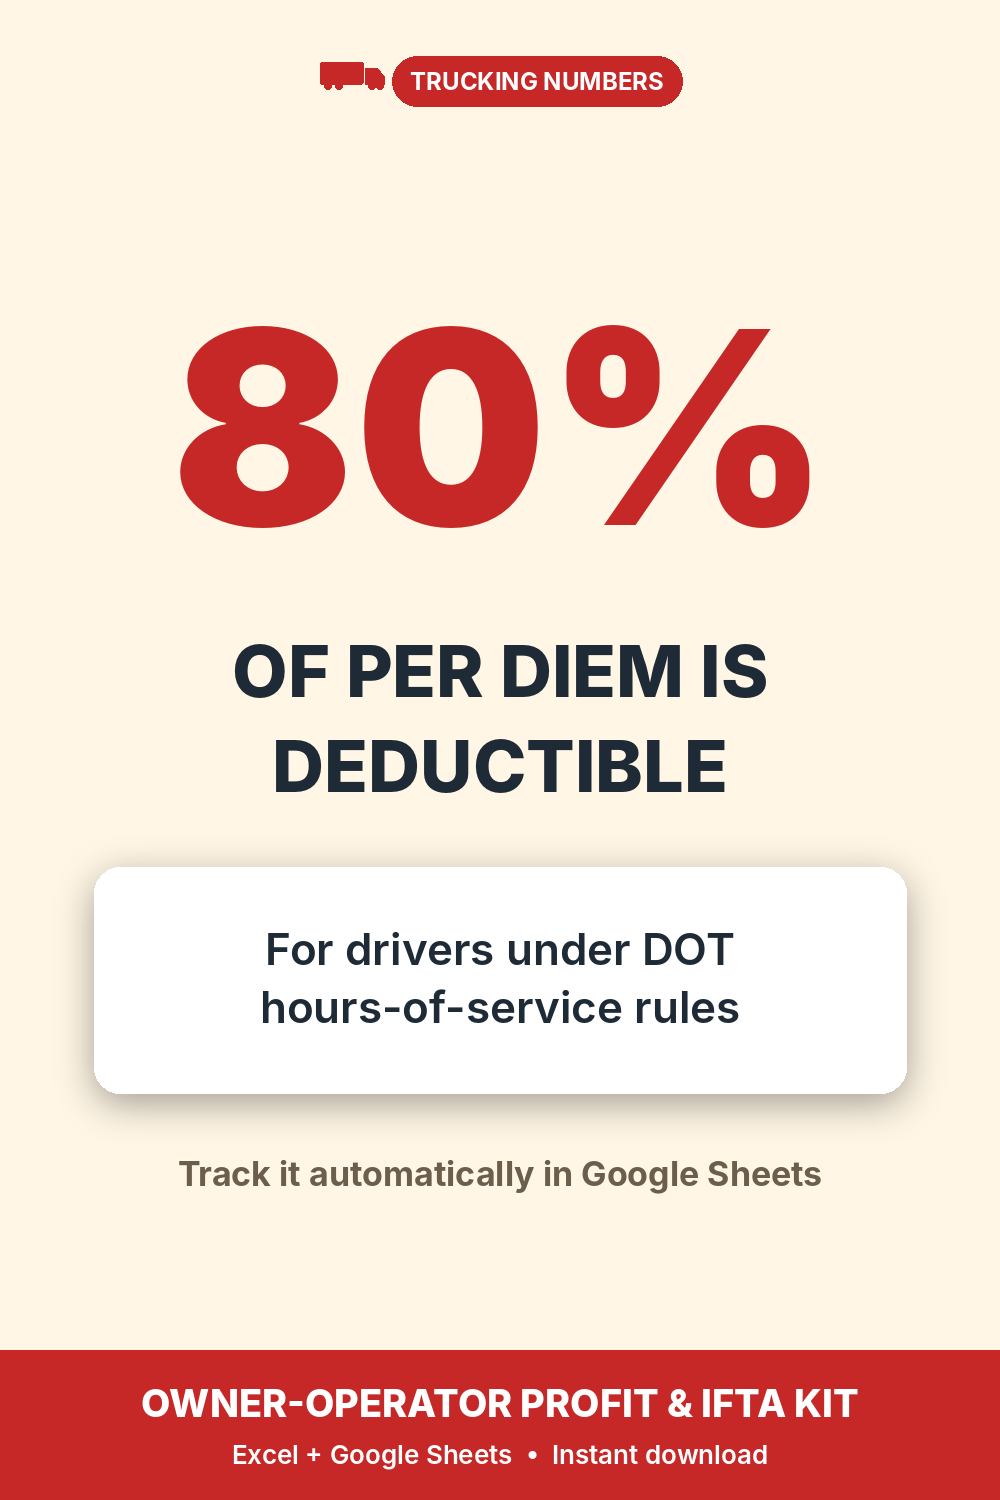 TRUCKING NUMBERS
80%
OF PER DIEM IS
DEDUCTIBLE
For drivers under DOT
hours-of-service rules
Track it automatically in Google Sheets
OWNER-OPERATOR PROFIT & IFTA KIT
Excel + Google Sheets • Instant download